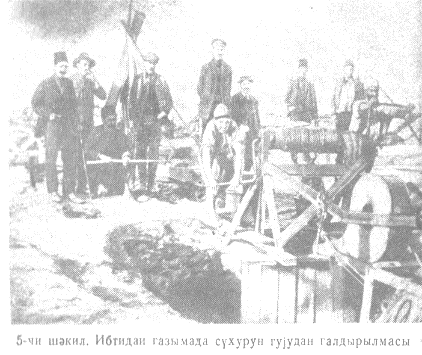 5-чи шәкил. Ибтидаи газымада сүхурун гујудан галдырылмасы